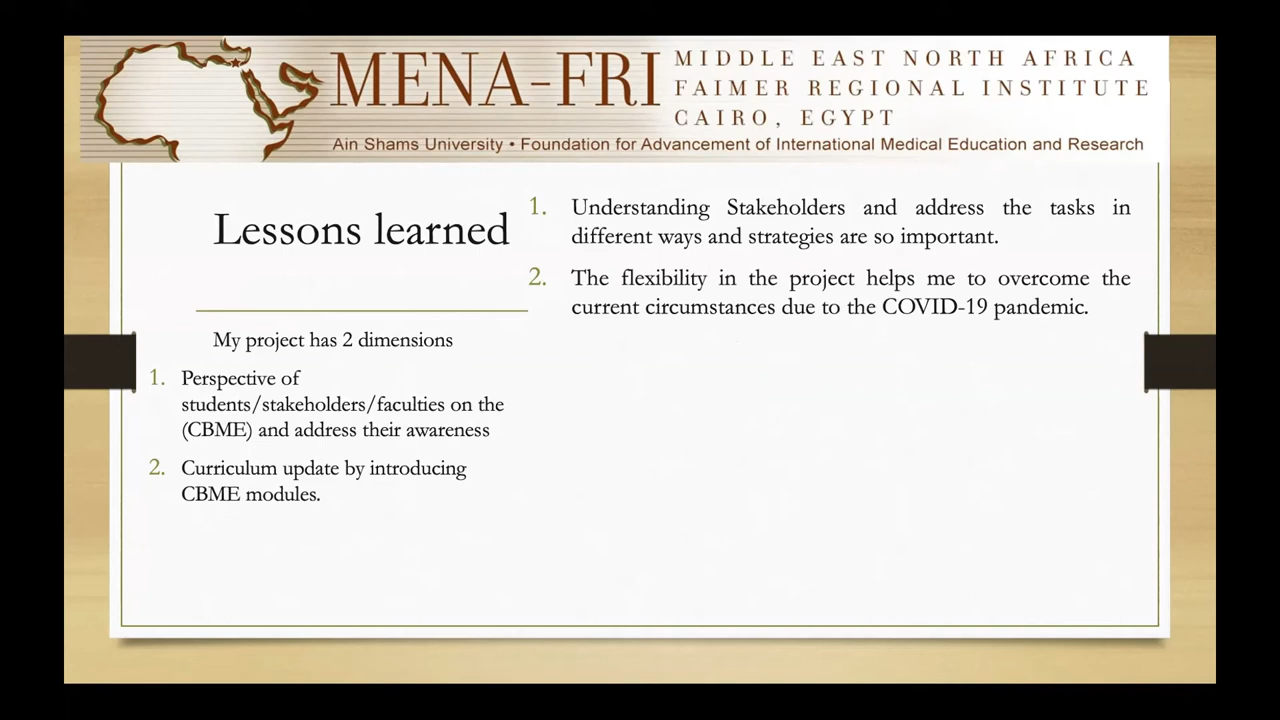 MENA-FRI
MIDDLE EAST NORTH AFRICA
FAIMER REGIONAL INSTITUTE
CAIRO, EGYPT
Ain Shams University • Foundation for Advancement of International Medical Education and Research
Lessons learned
My project has 2 dimensions
1. Perspective of
students/stakeholders/faculties on the
(CBME) and address their awareness
2. Curriculum update by introducing
CBME modules.
1. Understanding Stakeholders and address the tasks in
different ways and strategies are so important.
2. The flexibility in the project helps me to overcome the
current circumstances due to the COVID-19 pandemic.